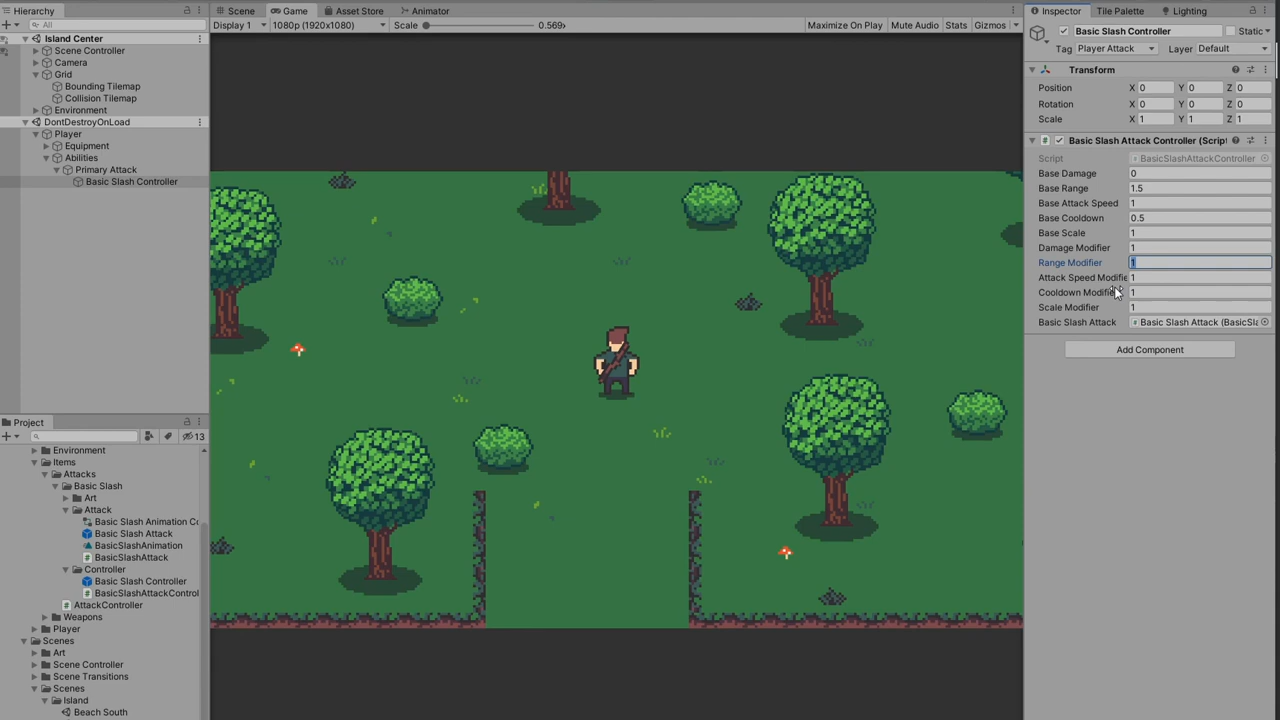 Hierarchy
All
Island Center
Scene Controller
Camera
Grid
Bounding Tilemap
Collision Tilemap
Environment
DontDestroyOnLoad
Player
Equipment
Abilities
Primary Attack
Basic Slash Controller
Project
13
Environment
Items
Attacks
Basic Slash
Art
Attack
Basic Slash Animation Co
Basic Slash Attack
BasicSlashAnimation
BasicSlashAttack
Controller
Basic Slash Controller
BasicSlashAttackControl
AttackController
Weapons
Player
Scenes
Art
Scene Controller
Scene Transitions
Scenes
Island
Beach South
Scene Game Asset Store Animator
Display 1 1080p (1920x1080) Scale 0.569x Maximize On Play Mute Audio Stats Gizmos
Inspector Tile Palette Lighting
Basic Slash Controller Static
Tag Player Attack Layer Default
Transform
Position X 0 Y 0 Z 0
Rotation X 0 Y 0 Z 0
Scale X 1 Y 1 Z 1
# Basic Slash Attack Controller (Script
Script BasicSlashAttackController
Base Damage 0
Base Range 1.5
Base Attack Speed 1
Base Cooldown 0.5
Base Scale 1
Damage Modifier 1
Range Modifier 1
Attack Speed Modifie 1
Cooldown Modifie 1
Scale Modifier 1
Basic Slash Attack Basic Slash Attack (BasicSla
Add Component